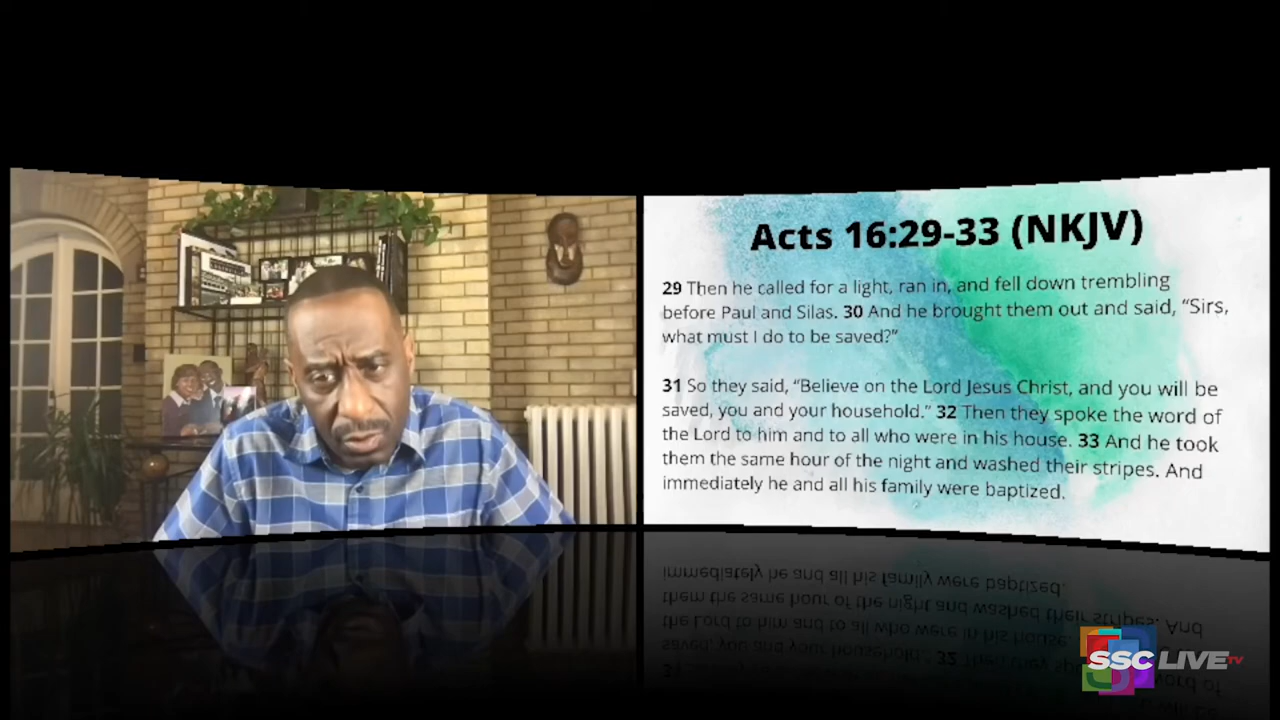 Acts 16:29-33 (NKJV)
29 Then he called for a light, ran in, and fell down trembling
before Paul and Silas. 30 And he brought them out and said, “Sirs,
what must I do to be saved?”
31 So they said, “Believe on the Lord Jesus Christ, and you will be
saved, you and your household.” 32 Then they spoke the word of
the Lord to him and to all who were in his house. 33 And he took
them the same hour of the night and washed their stripes. And
immediately he and all his family were baptized.
SSC LIVE TV